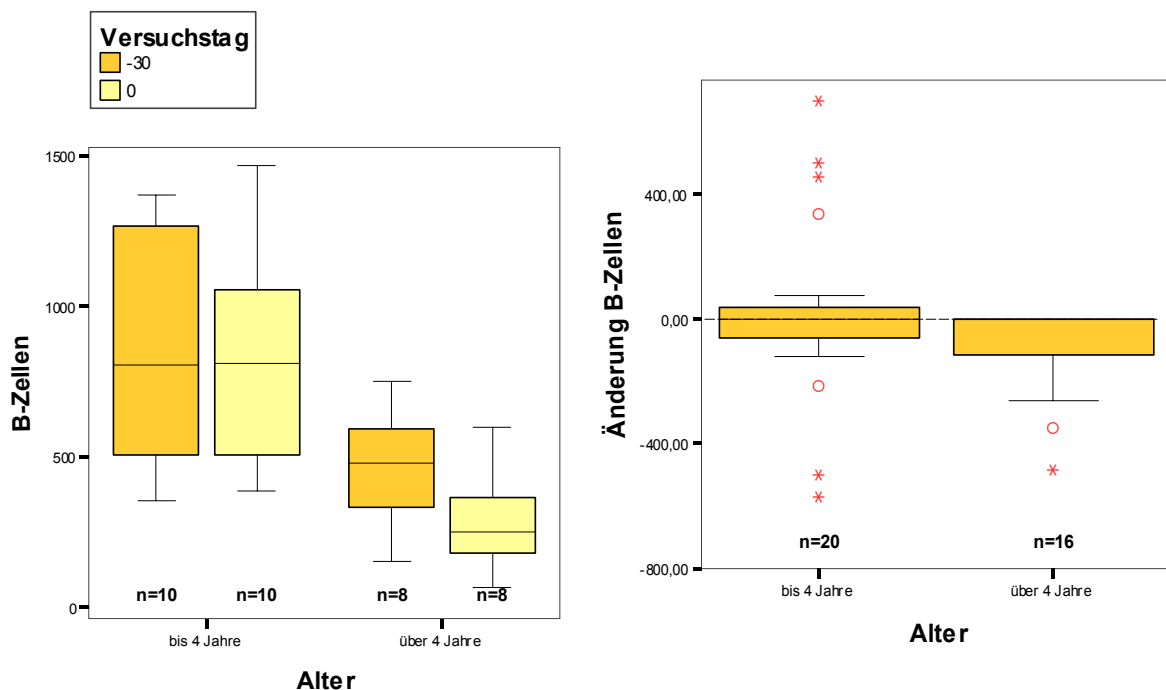 Versuchstag
-30
0
B-Zellen
1500
1000
500
0
n=10
n=10
n=8
n=8
bis 4 Jahre
über 4 Jahre
Alter
Änderung B-Zellen
400,00
0,00
-400,00
-800,00
n=20
n=16
bis 4 Jahre
über 4 Jahre
Alter